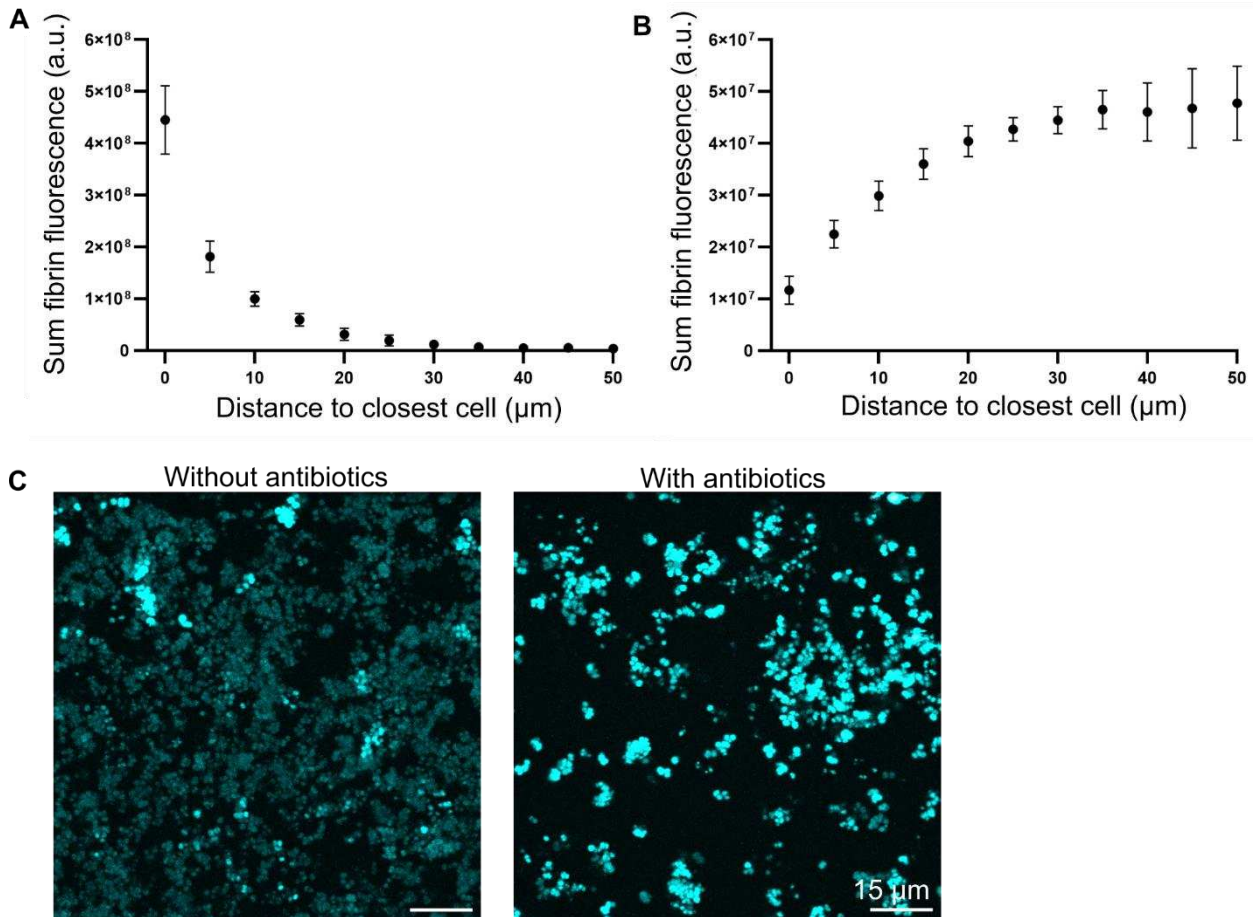 A
Sum fibrin fluorescence (a.u.)
6×10⁸
5×10⁸
4×10⁸
3×10⁸
2×10⁸
1×10⁸
0
0 10 20 30 40 50
Distance to closest cell (µm)
B
Sum fibrin fluorescence (a.u.)
6×10⁷
5×10⁷
4×10⁷
3×10⁷
2×10⁷
1×10⁷
0
0 10 20 30 40 50
Distance to closest cell (µm)
C
Without antibiotics
With antibiotics
15 µm